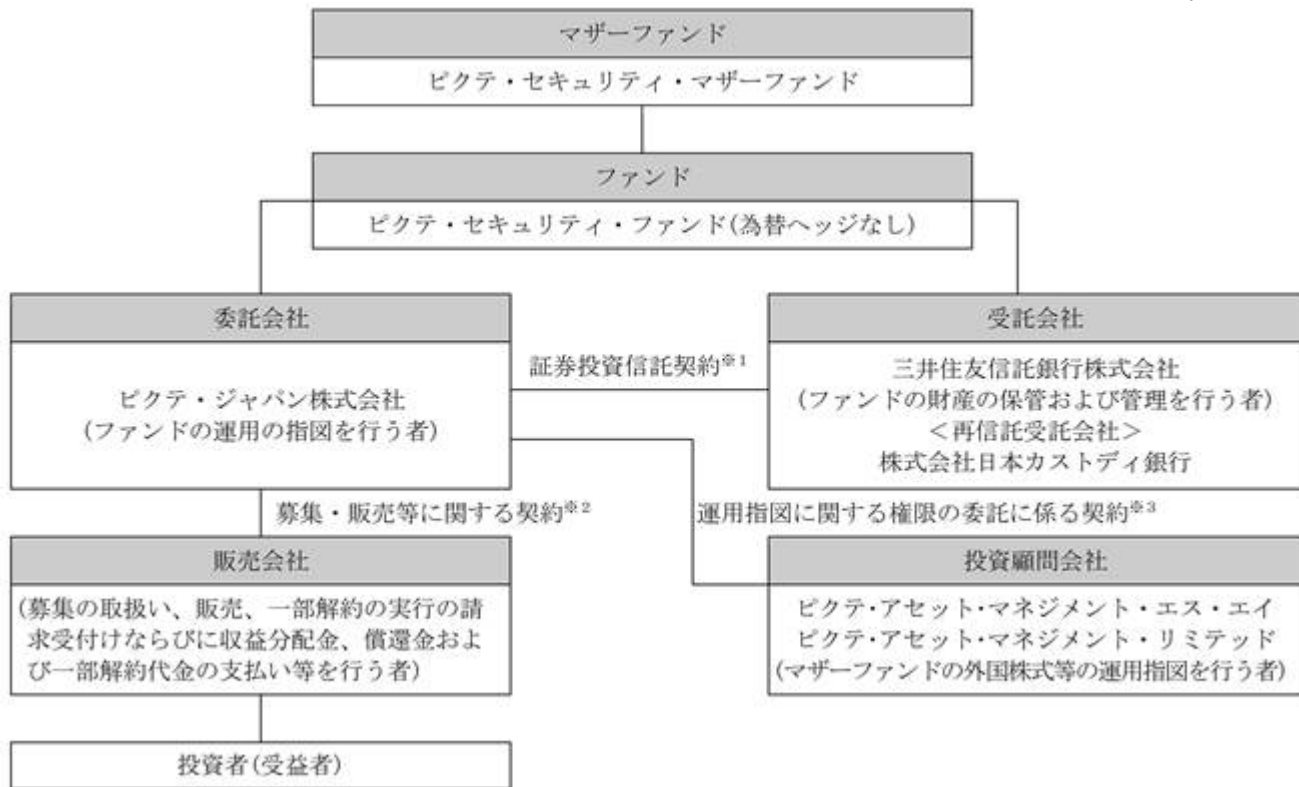 マザーファンド
ピクテ・セキュリティ・マザーファンド
ファンド
ピクテ・セキュリティ・ファンド(為替ヘッジなし)
委託会社
ピクテ・ジャパン株式会社
(ファンドの運用の指図を行う者)
証券投資信託契約※1
受託会社
三井住友信託銀行株式会社
(ファンドの財産の保管および管理を行う者)
＜再信託受託会社＞
株式会社日本カストディ銀行
募集・販売等に関する契約※2
運用指図に関する権限の委託に係る契約※3
販売会社
(募集の取扱い、販売、一部解約の実行の請
求受付けならびに収益分配金、償還金およ
び一部解約代金の支払い等を行う者)
投資顧問会社
ピクテ・アセット・マネジメント・エス・エイ
ピクテ・アセット・マネジメント・リミテッド
(マザーファンドの外国株式等の運用指図を行う者)
投資者(受益者)